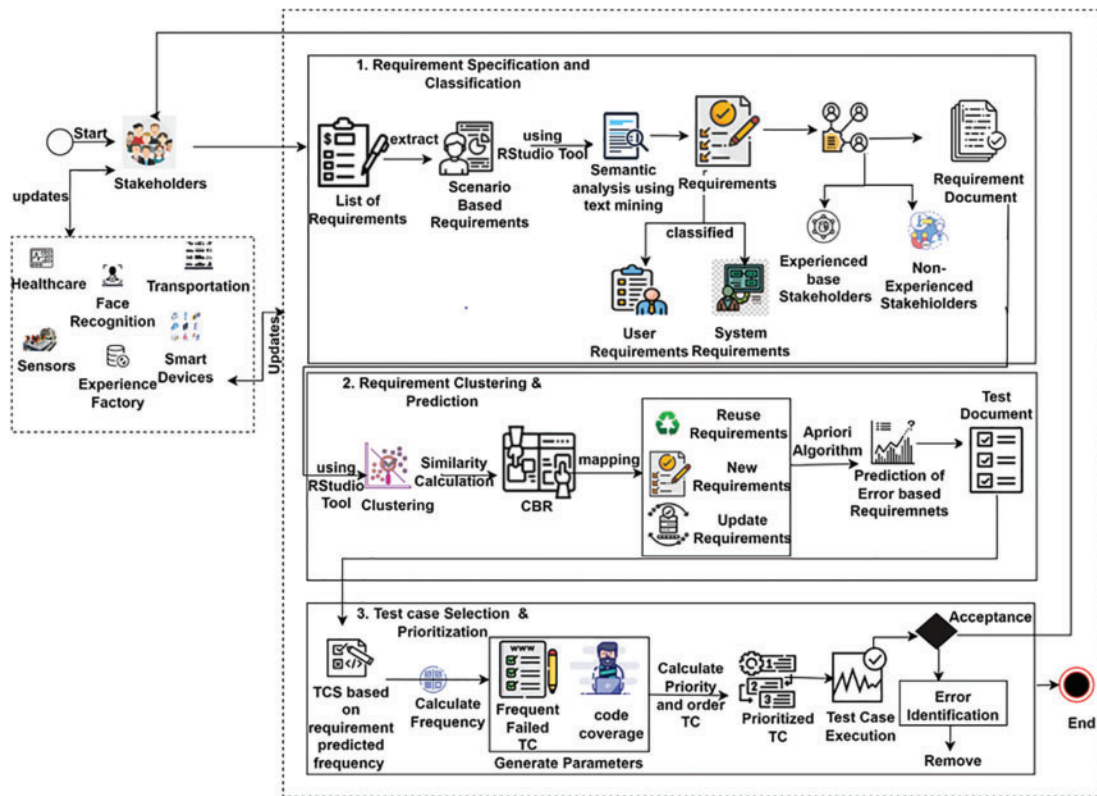 Start
Stakeholders
updates
Healthcare
Face
Recognition
Transportation
Sensors
Experience
Factory
Smart
Devices
Updates
1. Requirement Specification and
Classification
List of
Requirements
extract
Scenario
Based
Requirements
using
RStudio Tool
Semantic
analysis using
text mining
Requirements
classified
User
Requirements
System
Requirements
Experienced
base
Stakeholders
Non-
Experienced
Stakehiolders
Requirement
Document
2. Requirement Clustering &
Prediction
using
RStudio
Tool
Clustering
Similarity
Calculation
CBR
mapping
Reuse
Requirements
New
Requirements
Update
Requirements
Apriori
Algorithm
Prediction of
Error based
Requiremnets
Test
Document
3. Test case Selection &
Prioritization
TCS based
on
requirement
predicted
frequency
Calculate
Frequency
www
Frequent
Failed
TC
code
coverage
Generate Parameters
Calculate
Priority
and order
TC
1
2
3
Prioritized
TC
Test Case
Execution
Acceptance
Error
Identification
Remove
End